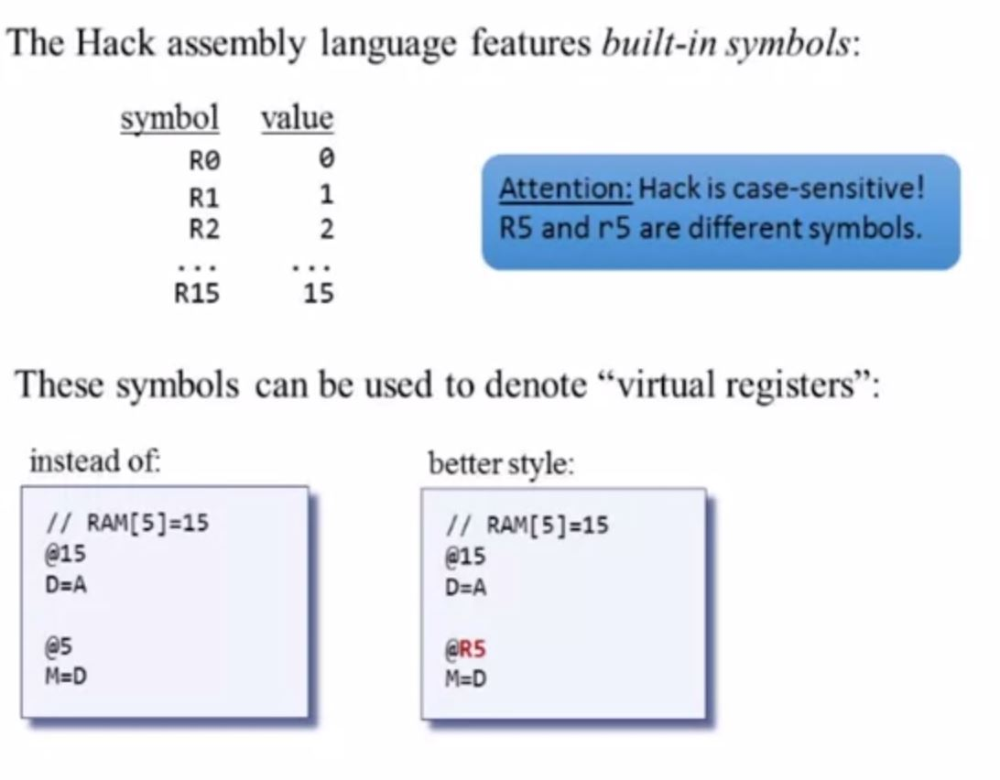 The Hack assembly language features built-in symbols:
symbol value
R0 0
R1 1
R2 2
... ...
R15 15
Attention: Hack is case-sensitive!
R5 and r5 are different symbols.
These symbols can be used to denote “virtual registers”:
instead of:
// RAM[5]=15
@15
D=A
@5
M=D
better style:
// RAM[5]=15
@15
D=A
@R5
M=D